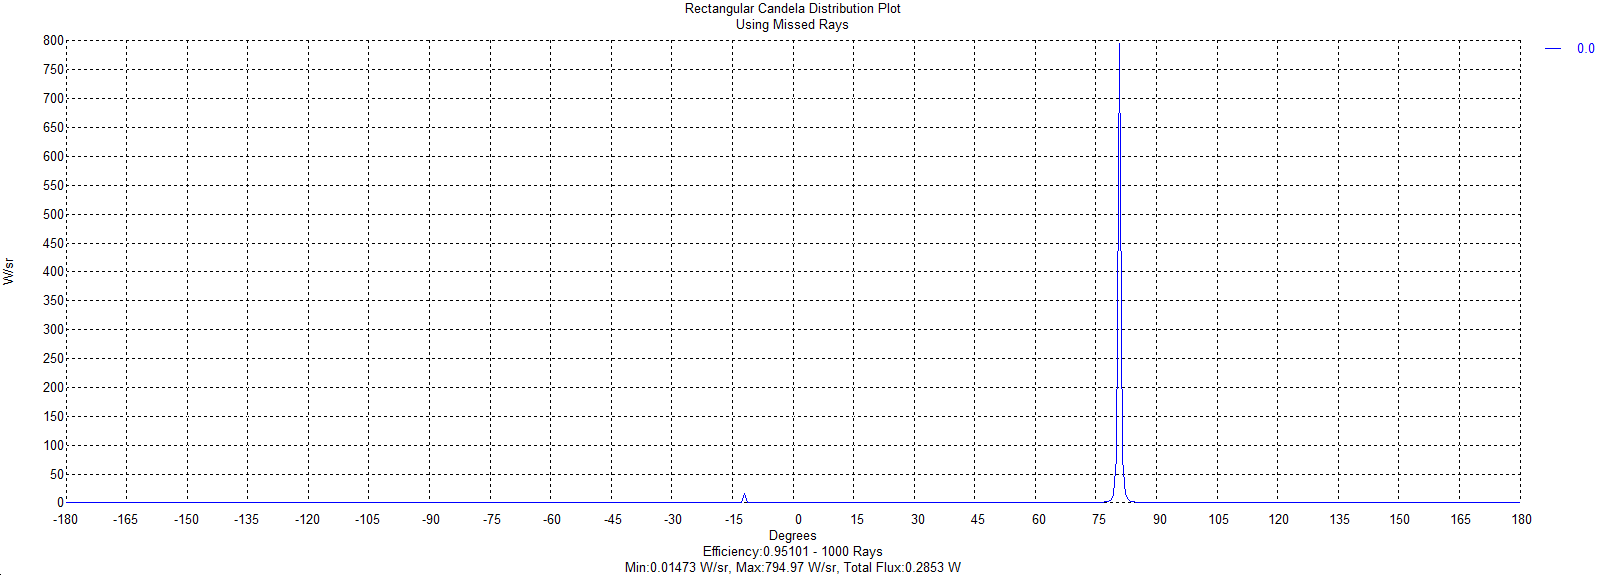 Rectangular Candela Distribution Plot
Using Missed Rays
0.0
800
750
700
650
600
550
500
450
400
350
300
250
200
150
100
50
0
W/sr
-180 -165 -150 -135 -120 -105 -90 -75 -60 -45 -30 -15 0 15 30 45 60 75 90 105 120 135 150 165 180
Degrees
Efficiency:0.95101 - 1000 Rays
Min:0.01473 W/sr, Max:794.97 W/sr, Total Flux:0.2853 W